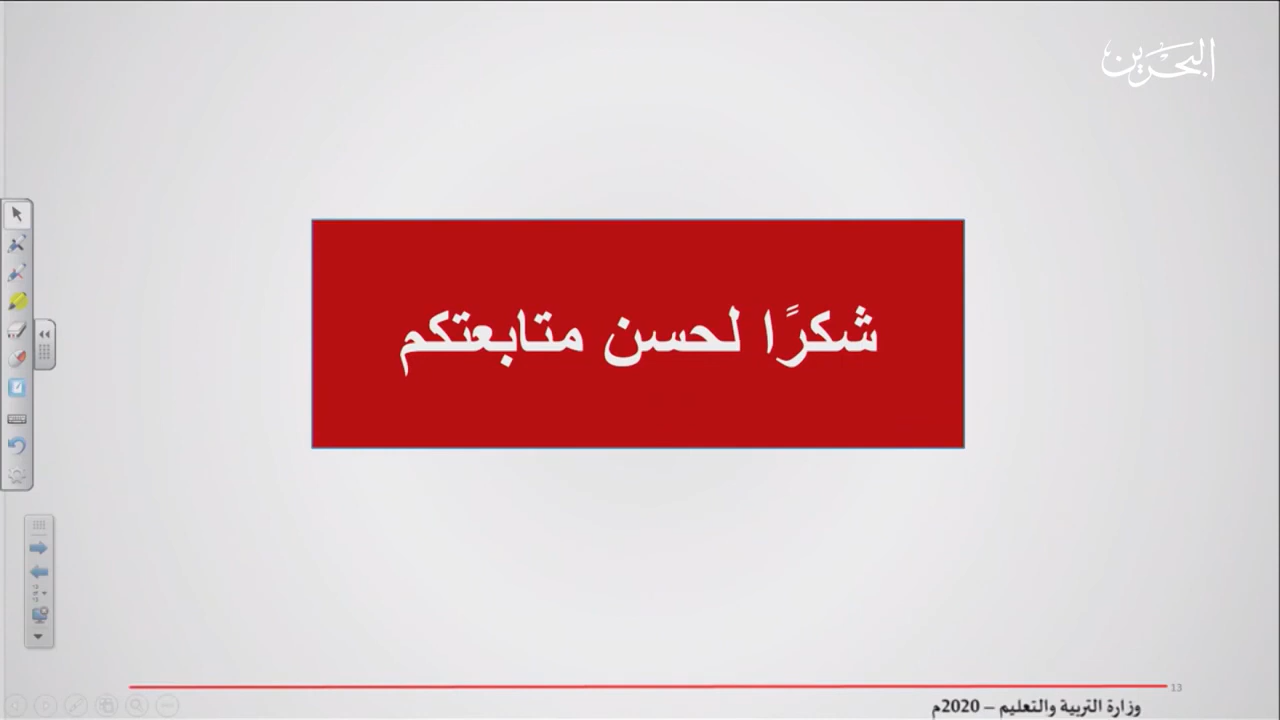 البحرين
شكرًا لحسن متابعتكم
13
وزارة التربية والتعليم – 2020م